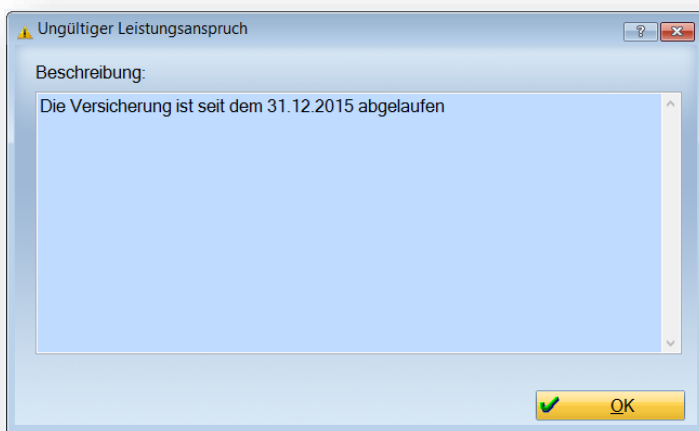 Ungültiger Leistungsanspruch
Beschreibung:
Die Versicherung ist seit dem 31.12.2015 abgelaufen
OK